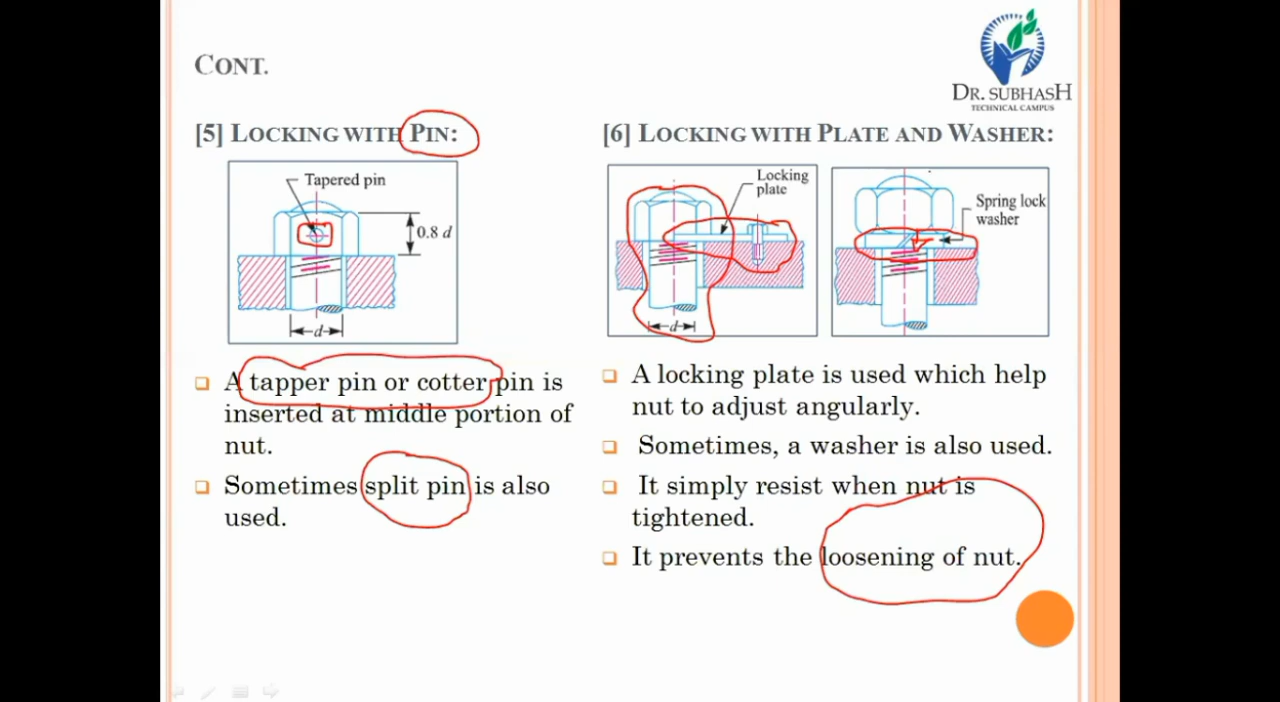 CONT.
DR. SUBHASH
TECHNICAL CAMPUS
[5] LOCKING WITH PIN:
Tapered pin
0.8 d
d
A tapper pin or cotter pin is
inserted at middle portion of
nut.
Sometimes split pin is also
used.
[6] LOCKING WITH PLATE AND WASHER:
Locking
plate
d
Spring lock
washer
A locking plate is used which help
nut to adjust angularly.
Sometimes, a washer is also used.
It simply resist when nut is
tightened.
It prevents the loosening of nut.